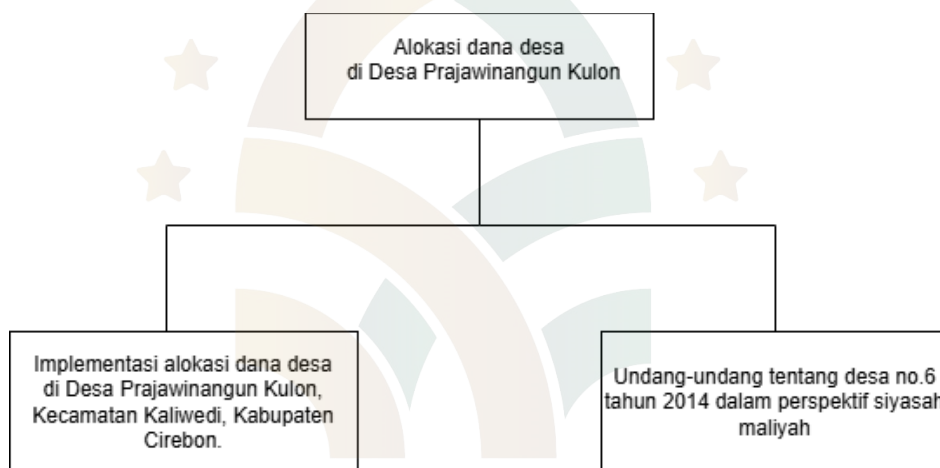 Alokasi dana desa
di Desa Prajawinangun Kulon
Implementasi alokasi dana desa
di Desa Prajawinangun Kulon,
Kecamatan Kaliwedi, Kabupaten
Cirebon.
Undang-undang tentang desa no.6
tahun 2014 dalam perspektif siyasah
maliyah